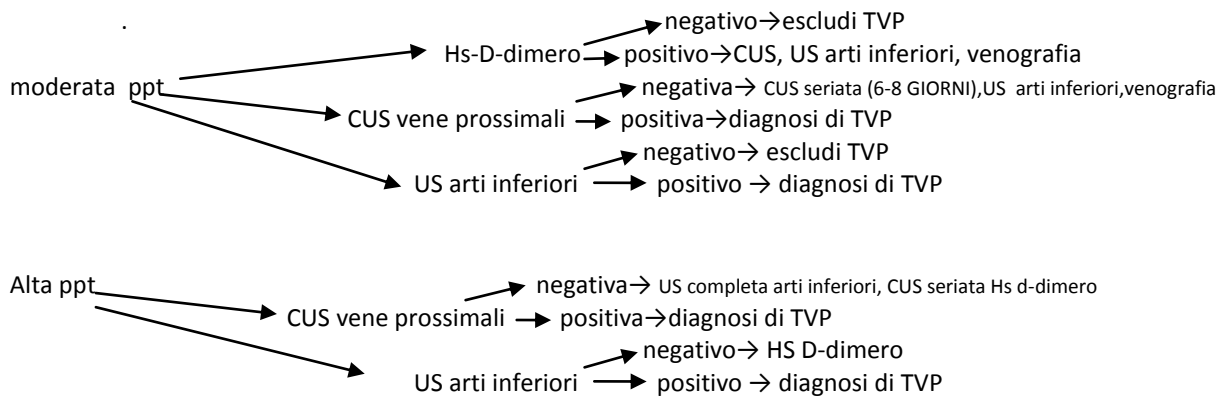 .
negativo→escludi TVP
Hs-D-dimero positivo→CUS, US arti inferiori, venografia
moderata ppt negativa→ CUS seriata (6-8 GIORNI),US arti inferiori,venografia
CUS vene prossimali positiva→diagnosi di TVP
negativo→ escludi TVP
US arti inferiori positivo → diagnosi di TVP
Alta ppt negativa→ US completa arti inferiori, CUS seriata Hs d-dimero
CUS vene prossimali positiva→diagnosi di TVP
negativo→ HS D-dimero
US arti inferiori positivo → diagnosi di TVP